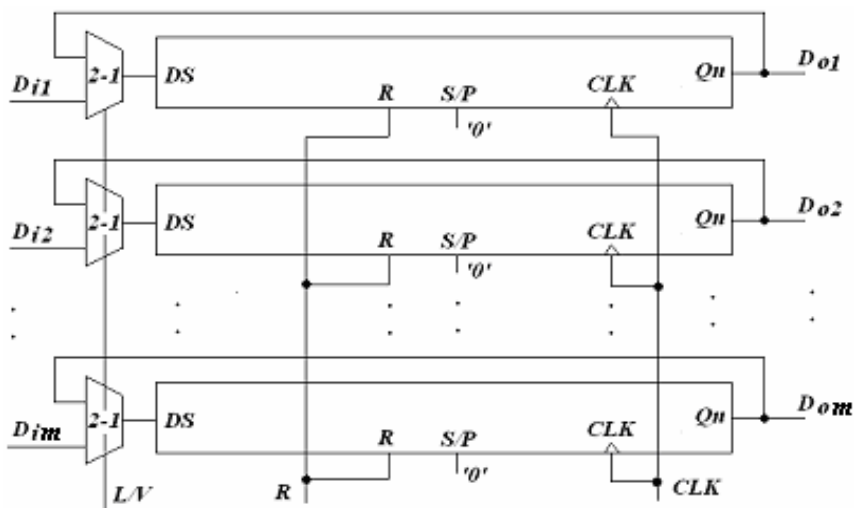 Di1 2-1 DS R S/P '0' CLK Qn Do1
Di2 2-1 DS R S/P '0' CLK Qn Do2
Dim 2-1 DS R S/P '0' CLK Qn Dom
L/V R CLK